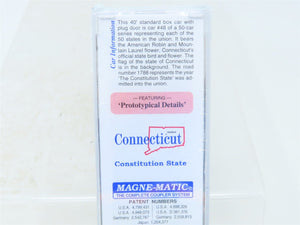 Car Information
This 40' standard box car with
plug door is car #48 of a 50 car
series representing each of the
50 states in the union. It bears
the American Robin and Moun-
tain Laurel flower, Connecticut's
official state bird and flower. The
flag of the state of Connecticut
is in the background. The road
number 1788 represents the year
'The Constitution State' was ad-
mitted into the union.
FEATURING
'Prototypical Details'
Connecticut
Constitution State
MAGNE-MATIC®
THE COMPLETE COUPLER SYSTEM
PATENT NUMBERS